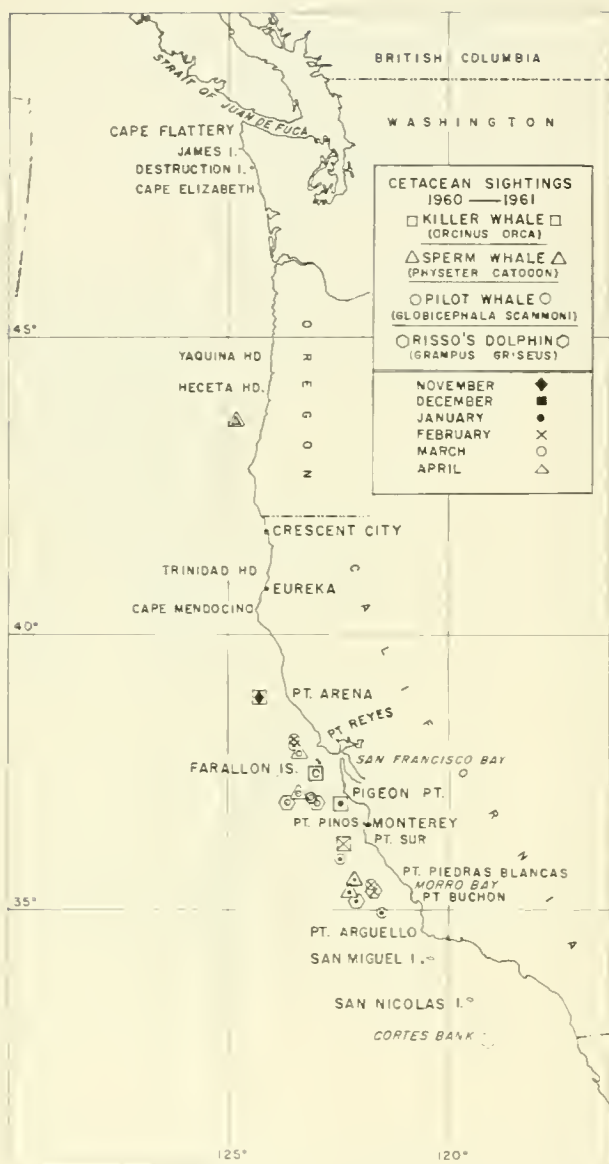 BRITISH COLUMBIA
STRAIT OF JUAN DE FUCA
WASHINGTON
CAPE FLATTERY
JAMES I.
DESTRUCTION I.
CAPE ELIZABETH
CETACEAN SIGHTINGS
1960 — 1961
KILLER WHALE
(ORCINUS ORCA)
SPERM WHALE
(PHYSETER CATODON)
PILOT WHALE
(GLOBICEPHALA SCAMMONI)
RISSO'S DOLPHIN
(GRAMPUS GRISEUS)
NOVEMBER
DECEMBER
JANUARY
FEBRUARY
MARCH
APRIL
45°
OREGON
YAQUINA HD
HECETA HD.
CRESCENT CITY
TRINIDAD HD
EUREKA
CAPE MENDOCINO
40°
CALIFORNIA
PT. ARENA
PT REYES
FARALLON IS.
SAN FRANCISCO BAY
PIGEON PT.
PT. PINOS
MONTEREY
PT SUR
PT. PIEDRAS BLANCAS
MORRO BAY
PT BUCHON
35°
PT. ARGUELLO
SAN MIGUEL I.
SAN NICOLAS I.
CORTES BANK
125°
120°